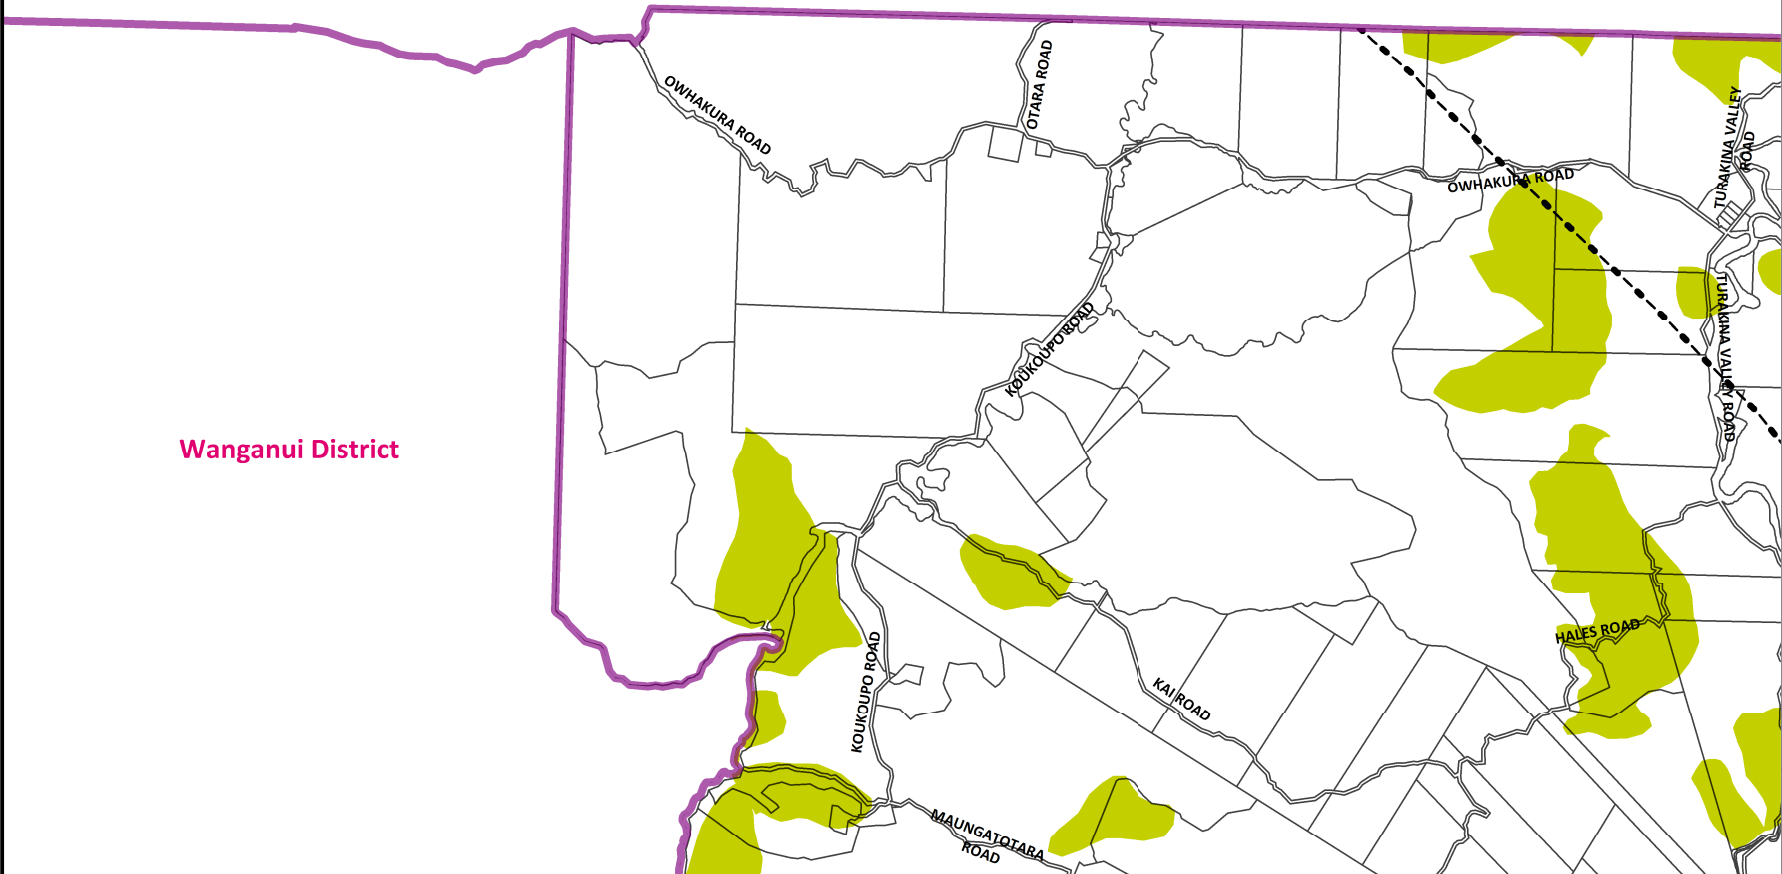 OTARA ROAD
OWHAKURA ROAD
TURAKINA VALLEY
ROAD
OWHAKURA ROAD
KOUKOUPO ROAD
TURAKINA VALLEY ROAD
Wanganui District
HALES ROAD
KOUKOUPO ROAD
KAI ROAD
MAUNGATOTARA
ROAD